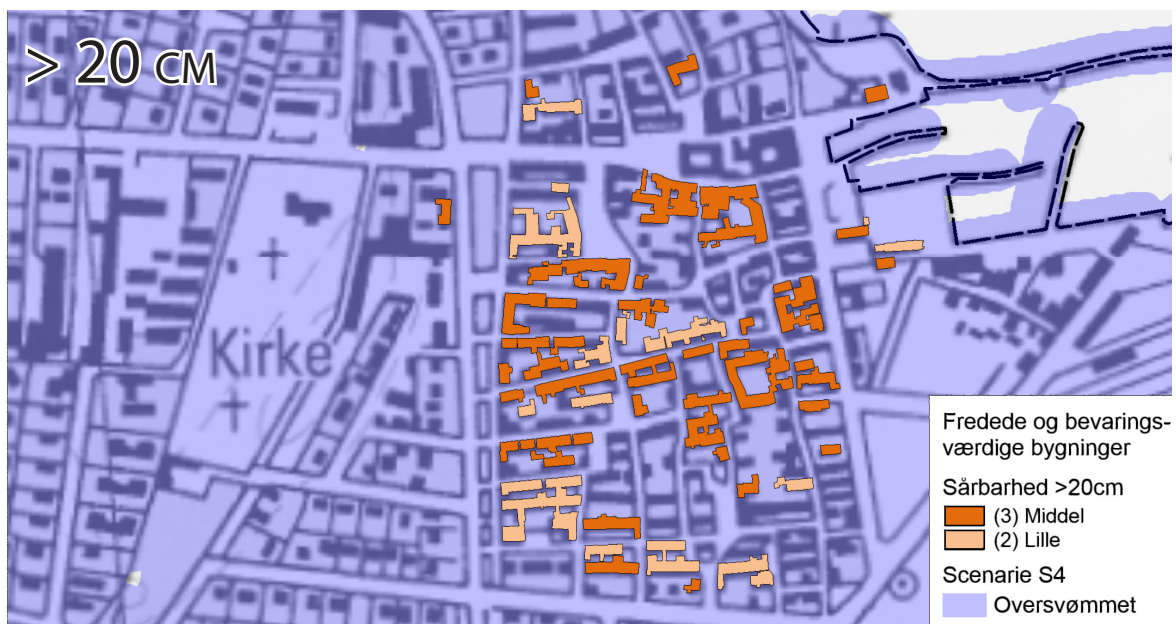 > 20 CM
Kirke
Fredede og bevarings-
værdige bygninger
Sårbarhed >20cm
(3) Middel
(2) Lille
Scenarie S4
Oversvømmet